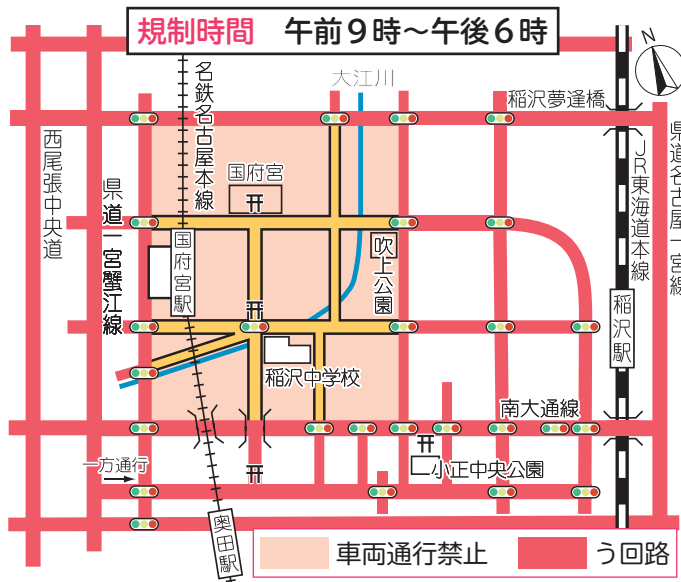 規制時間 午前9時～午後6時
N
大江川
稲沢夢逢橋
名鉄名古屋本線
西尾張中央道
県道一宮蟹江線
国府宮
JR東海道本線
県道名古屋一宮線
国府宮駅
吹上公園
稲沢駅
稲沢中学校
南大通線
一方通行
小正中央公園
奥田駅
車両通行禁止
う回路